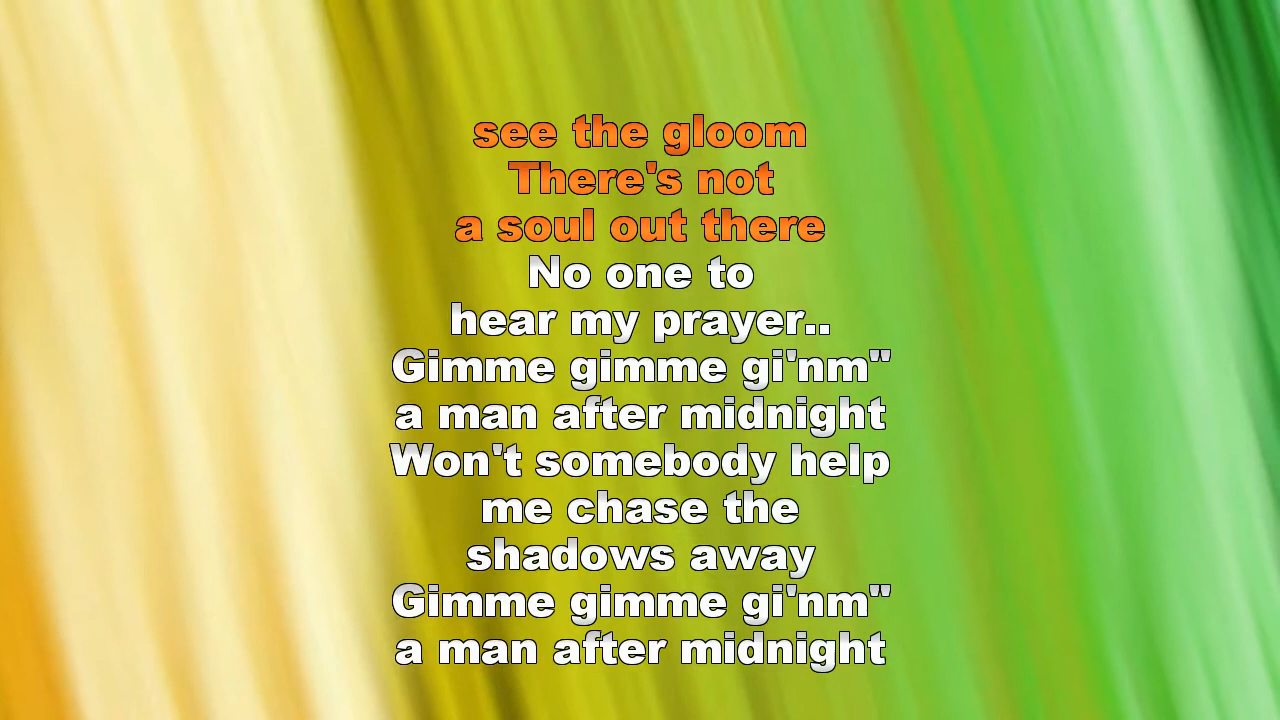 see the gloom
There's not
a soul out there
No one to
hear my prayer..
Gimme gimme gi'nm"
a man after midnight
Won't somebody help
me chase the
shadows away
Gimme gimme gi'nm"
a man after midnight